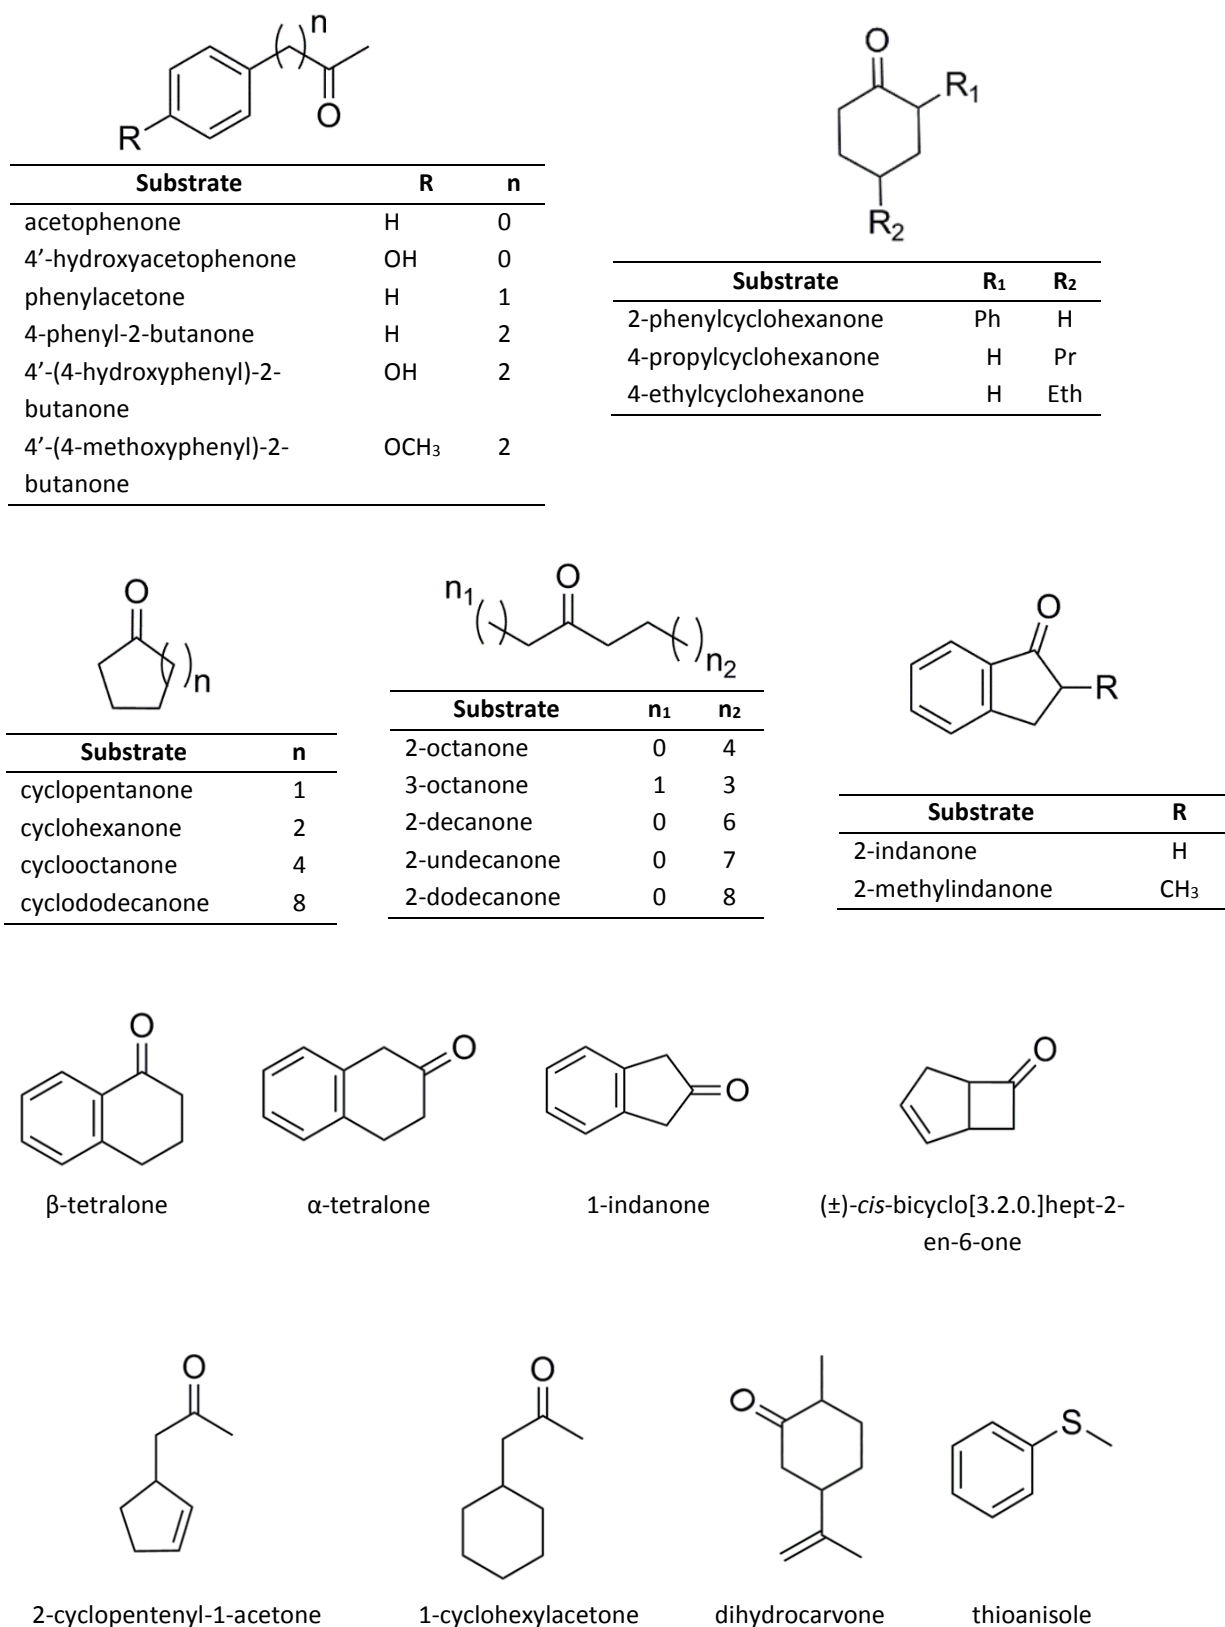 n
O
R
Substrate R n
acetophenone H 0
4’-hydroxyacetophenone OH 0
phenylacetone H 1
4-phenyl-2-butanone H 2
4’-(4-hydroxyphenyl)-2- OH 2
butanone
4’-(4-methoxyphenyl)-2- OCH₃ 2
butanone
O
R₁
R₂
Substrate R₁ R₂
2-phenylcyclohexanone Ph H
4-propylcyclohexanone H Pr
4-ethylcyclohexanone H Eth
O
n
Substrate n
cyclopentanone 1
cyclohexanone 2
cyclooctanone 4
cyclododecanone 8
n₁
O
n₂
Substrate n₁ n₂
2-octanone 0 4
3-octanone 1 3
2-decanone 0 6
2-undecanone 0 7
2-dodecanone 0 8
O
R
Substrate R
2-indanone H
2-methylindanone CH₃
O
O
O
O
β-tetralone
α-tetralone
1-indanone
(±)-cis-bicyclo[3.2.0.]hept-2-
en-6-one
O
O
O
S
2-cyclopentenyl-1-acetone
1-cyclohexylacetone
dihydrocarvone
thioanisole